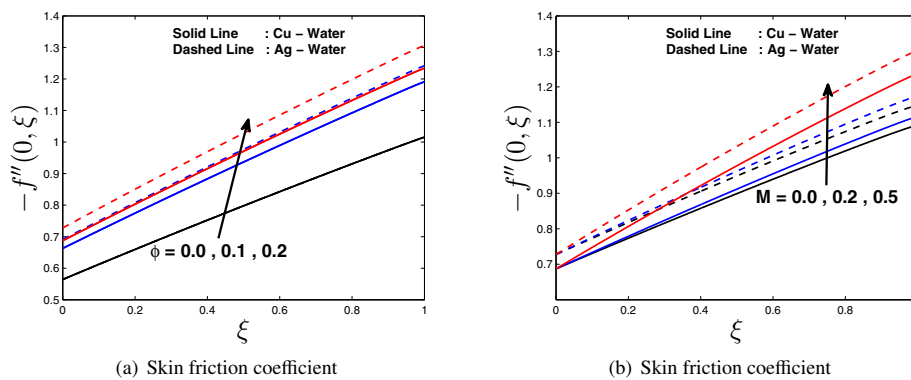 Solid Line : Cu − Water
Dashed Line : Ag − Water
−f″(0, ξ)
1.4
1.3
1.2
1.1
1
0.9
0.8
0.7
0.6
0.5
ϕ = 0.0 , 0.1 , 0.2
0 0.2 0.4 0.6 0.8 1
ξ
(a) Skin friction coefficient
Solid Line : Cu − Water
Dashed Line : Ag − Water
−f″(0, ξ)
1.4
1.3
1.2
1.1
1
0.9
0.8
0.7
M = 0.0 , 0.2 , 0.5
0 0.2 0.4 0.6 0.8
ξ
(b) Skin friction coefficient